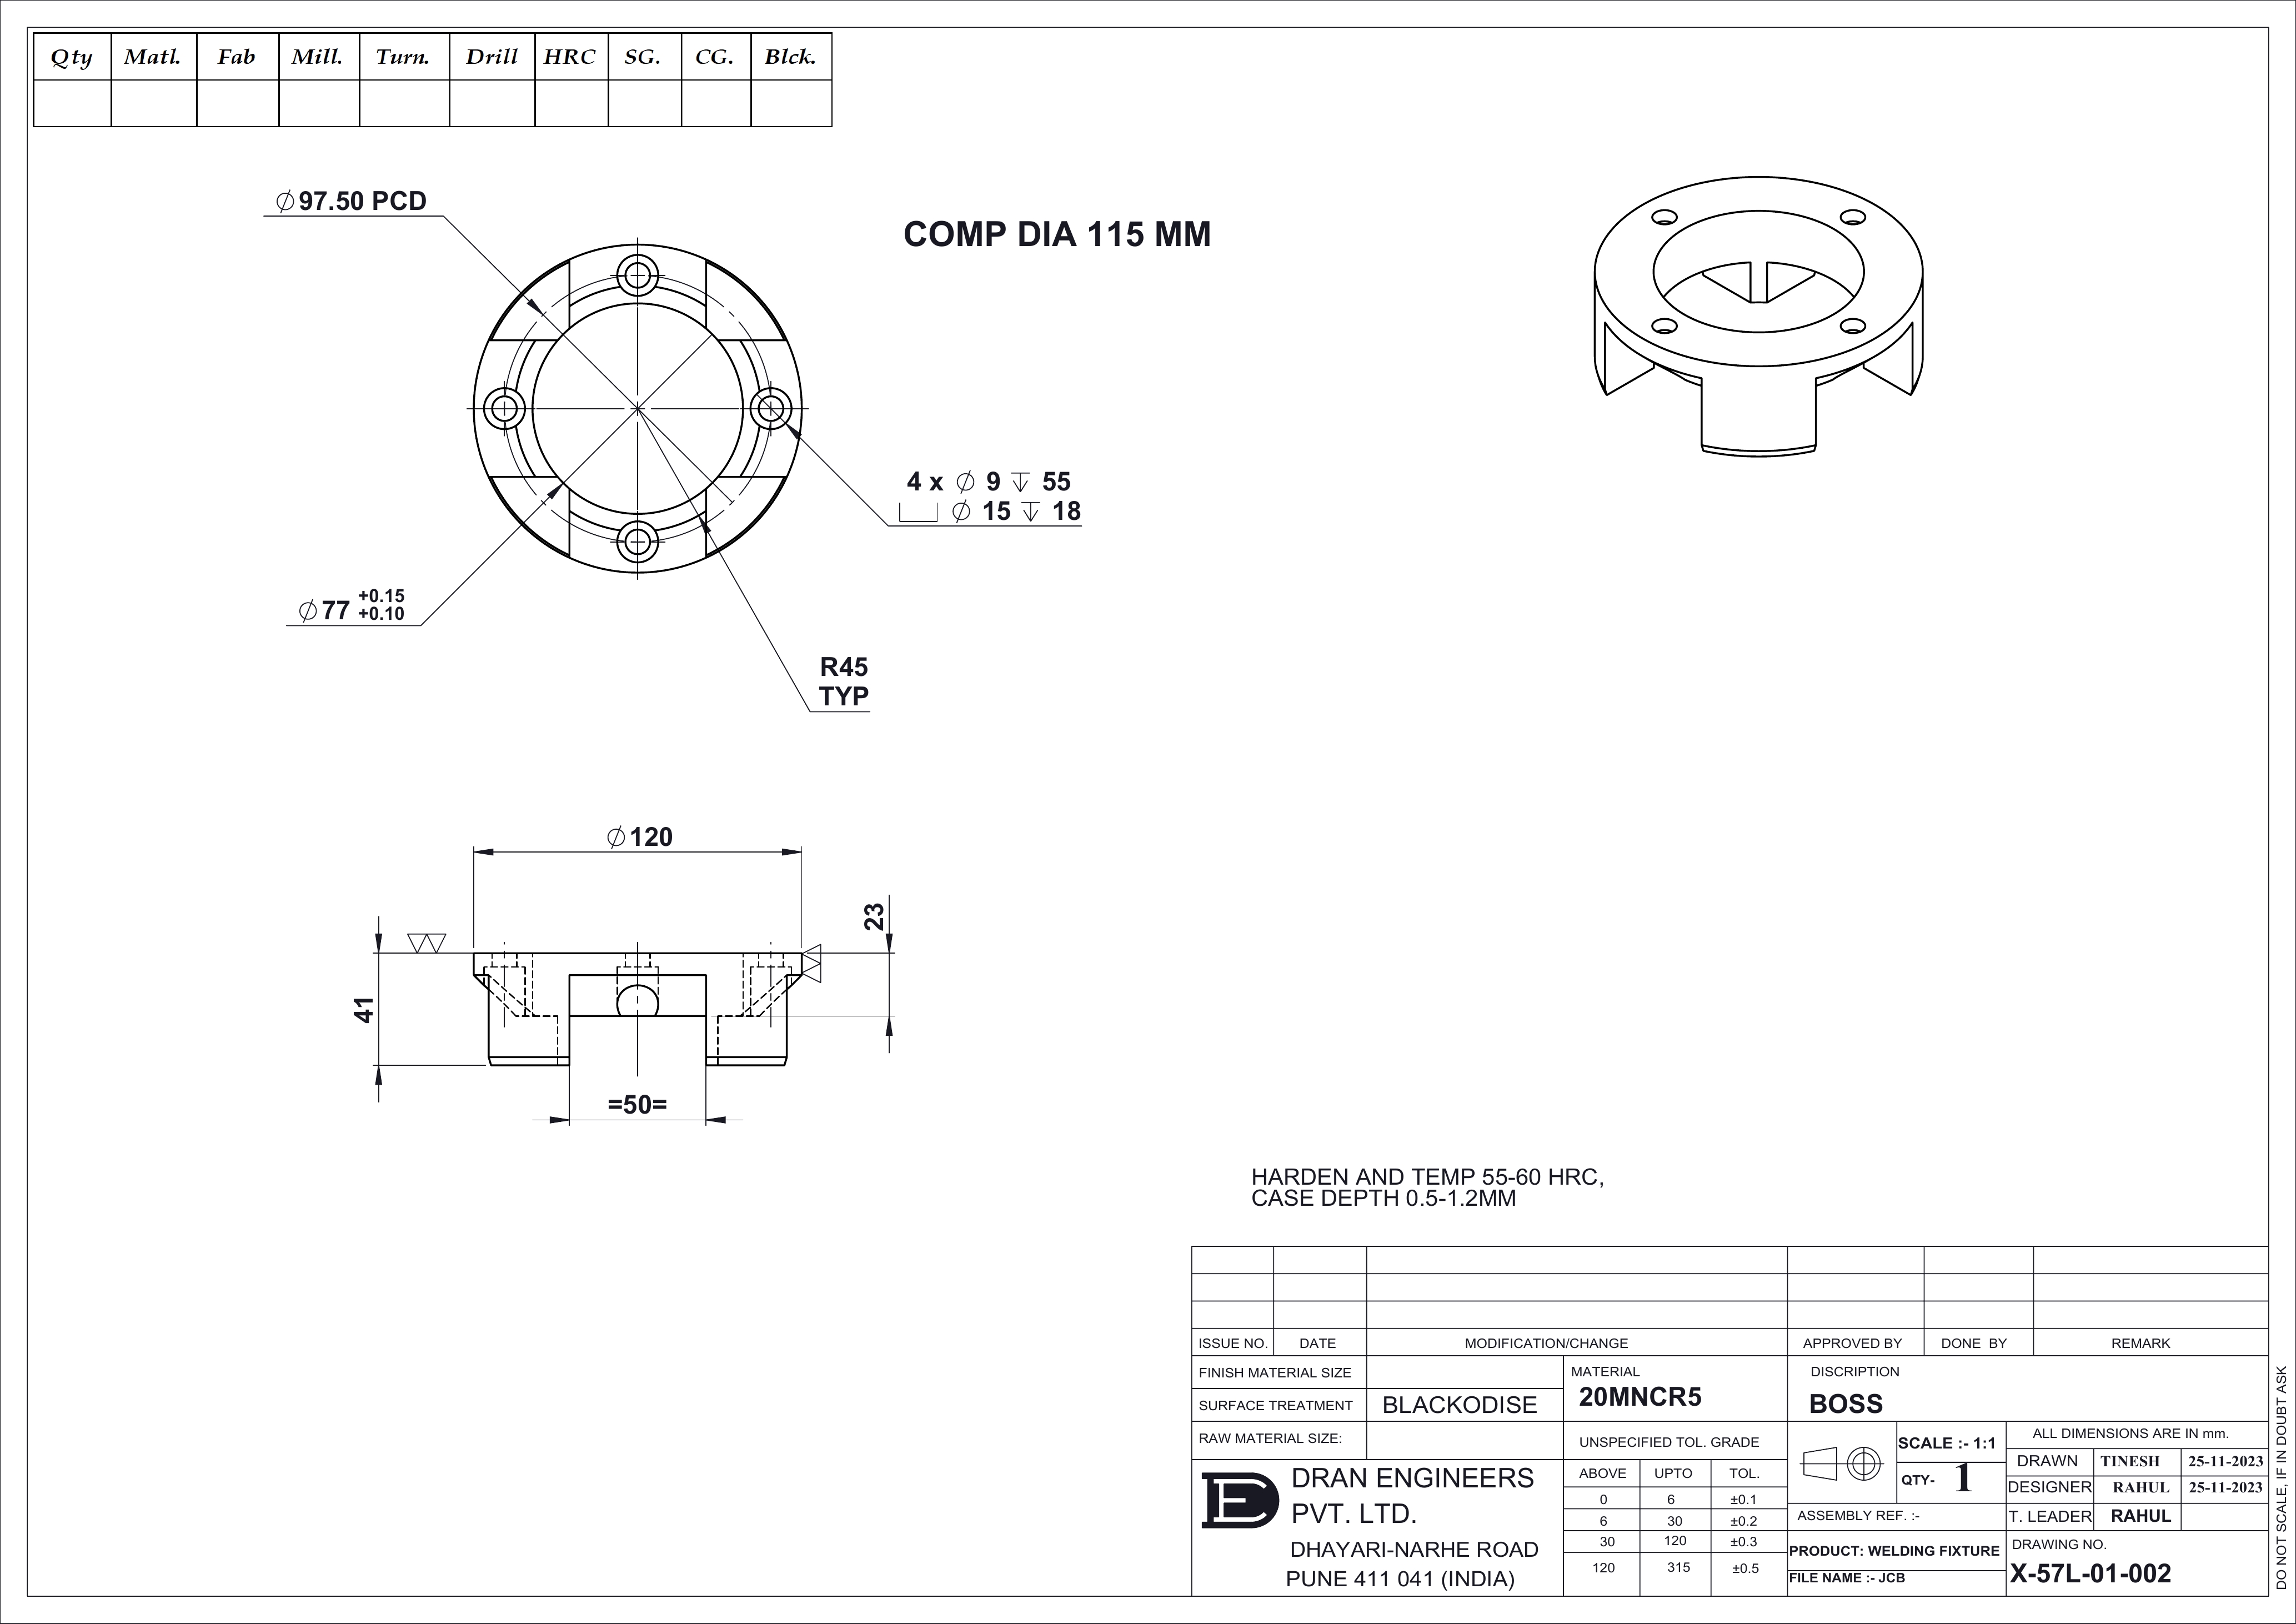 Qty Matl. Fab Mill. Turn. Drill HRC SG. CG. Blck.
∅97.50 PCD
COMP DIA 115 MM
4 x ∅ 9 ↧ 55
⌴ ∅ 15 ↧ 18
∅77 +0.15
+0.10
R45
TYP
∅120
23
41
=50=
HARDEN AND TEMP 55-60 HRC,
CASE DEPTH 0.5-1.2MM
ISSUE NO. DATE MODIFICATION/CHANGE APPROVED BY DONE BY REMARK
FINISH MATERIAL SIZE
MATERIAL
20MNCR5
DISCRIPTION
BOSS
SURFACE TREATMENT BLACKODISE
RAW MATERIAL SIZE:
UNSPECIFIED TOL. GRADE
ABOVE UPTO TOL.
0 6 ±0.1
6 30 ±0.2
30 120 ±0.3
120 315 ±0.5
SCALE :- 1:1
QTY- 1
ALL DIMENSIONS ARE IN mm.
DRAWN TINESH 25-11-2023
DESIGNER RAHUL 25-11-2023
T. LEADER RAHUL
ASSEMBLY REF. :-
PRODUCT: WELDING FIXTURE
FILE NAME :- JCB
DRAWING NO.
X-57L-01-002
DE
DRAN ENGINEERS
PVT. LTD.
DHAYARI-NARHE ROAD
PUNE 411 041 (INDIA)
DO NOT SCALE, IF IN DOUBT ASK